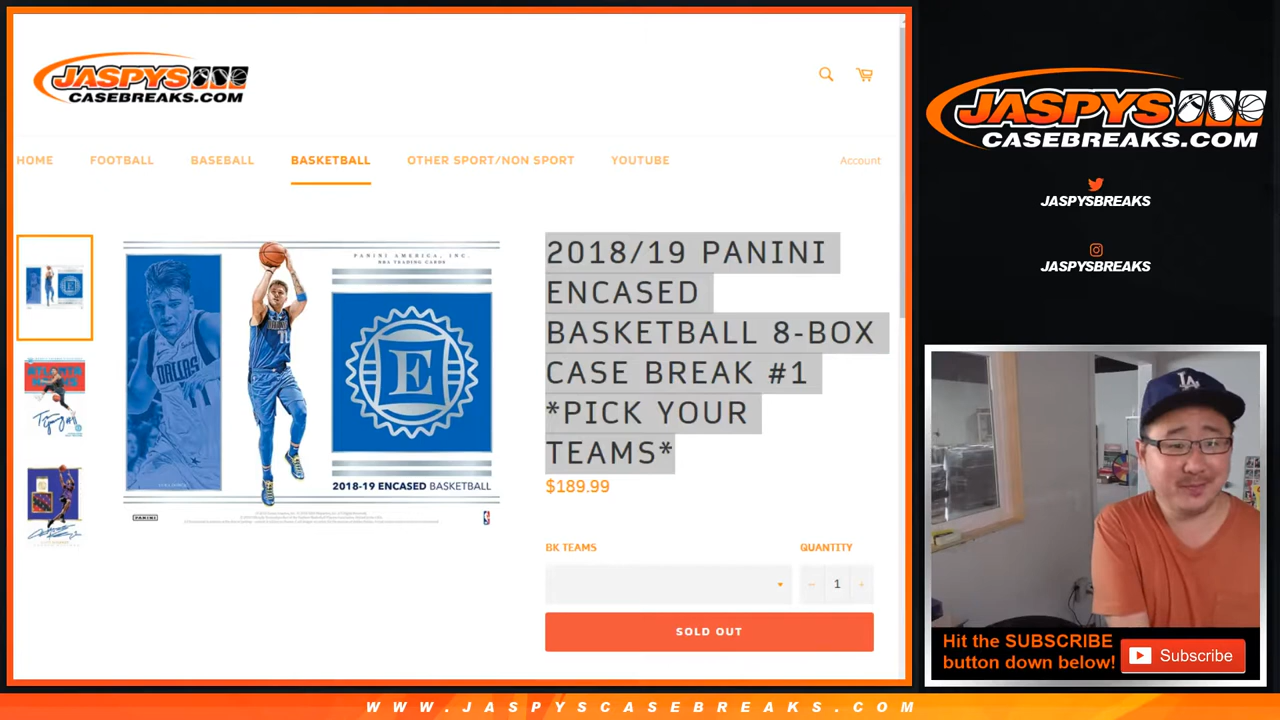 JASPYS
CASEBREAKS.COM
HOME FOOTBALL BASEBALL BASKETBALL OTHER SPORT/NON SPORT YOUTUBE Account
PANINI AMERICA, INC.
NBA TRADING CARDS
DALLAS
E
2018-19 ENCASED BASKETBALL
PANINI
ATLANTA
HAWKS
2018/19 PANINI
ENCASED
BASKETBALL 8-BOX
CASE BREAK #1
*PICK YOUR
TEAMS*
$189.99
BK TEAMS QUANTITY
− 1 +
SOLD OUT
JASPYS
CASEBREAKS.COM
JASPYSBREAKS
JASPYSBREAKS
LA
Hit the SUBSCRIBE
button down below!
Subscribe
WWW.JASPYSCASEBREAKS.COM